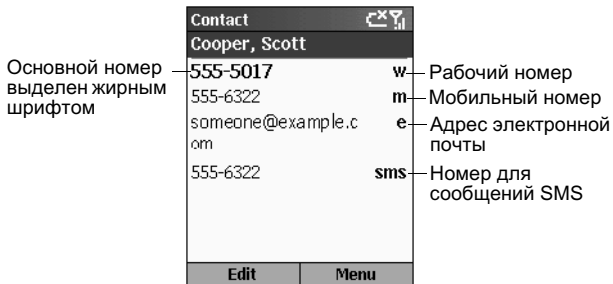 Contact
Cooper, Scott
Основной номер
выделен жирным
шрифтом
555-5017 w
Рабочий номер
555-6322 m
Мобильный номер
someone@example.c e
om
Адрес электронной
почты
555-6322 sms
Номер для
сообщений SMS
Edit Menu